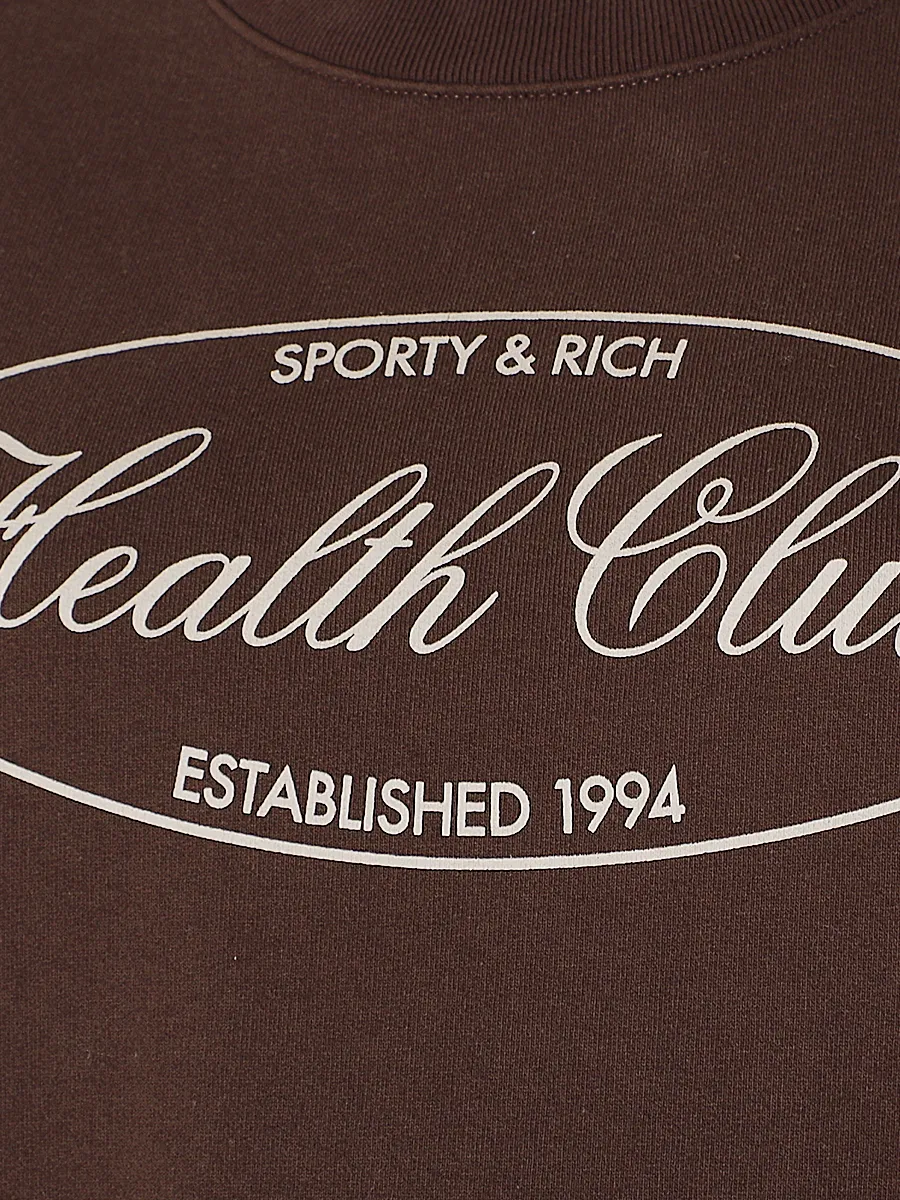 SPORTY & RICH
Health Clu
ESTABLISHED 1994